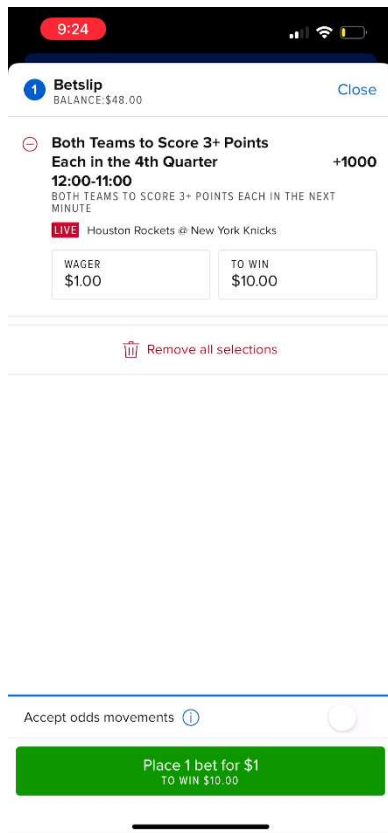 9:24
1 Betslip Close
BALANCE:$48.00
Both Teams to Score 3+ Points
Each in the 4th Quarter +1000
12:00-11:00
BOTH TEAMS TO SCORE 3+ POINTS EACH IN THE NEXT
MINUTE
LIVE Houston Rockets @ New York Knicks
WAGER TO WIN
$1.00 $10.00
Remove all selections
Accept odds movements
Place 1 bet for $1
TO WIN $10.00